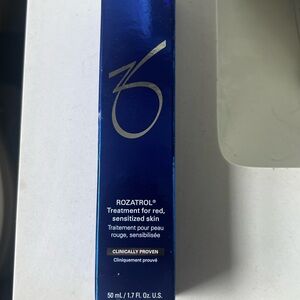 ROZATROL®
Treatment for red,
sensitized skin
Traitement pour peau
rouge, sensibilisée
CLINICALLY PROVEN
Cliniquement prouvé
50 mL / 1.7 Fl. Oz. U.S.